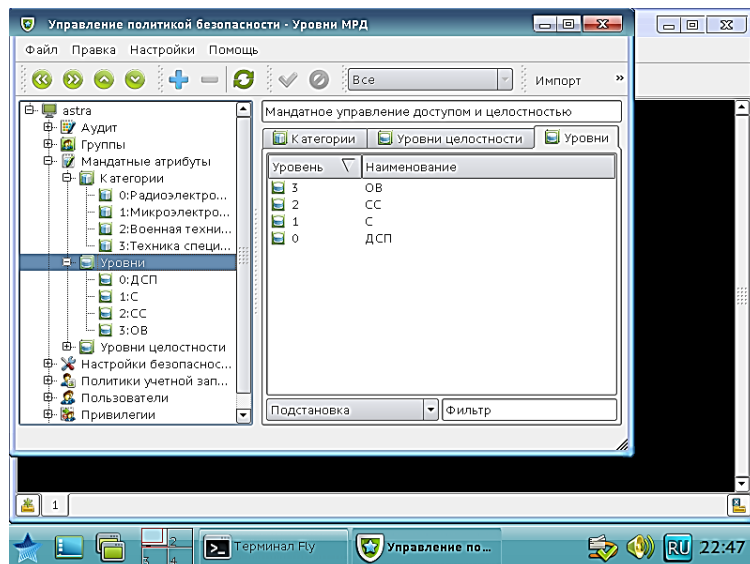 Управление политикой безопасности - Уровни МРД
Файл Правка Настройки Помощь
Все
Импорт
»
astra
Аудит
Группы
Мандатные атрибуты
Категории
0:Радиоэлектро...
1:Микроэлектро...
2:Военная техни...
3:Техника специ...
Уровни
0:ДСП
1:С
2:СС
3:ОВ
Уровни целостности
Настройки безопаснос...
Политики учетной зап...
Пользователи
Привилегии
Мандатное управление доступом и целостностью
Категории Уровни целостности Уровни
Уровень Наименование
3 ОВ
2 СС
1 С
0 ДСП
Подстановка Фильтр
1
2
3 4
Терминал Fly
Управление по...
RU 22:47